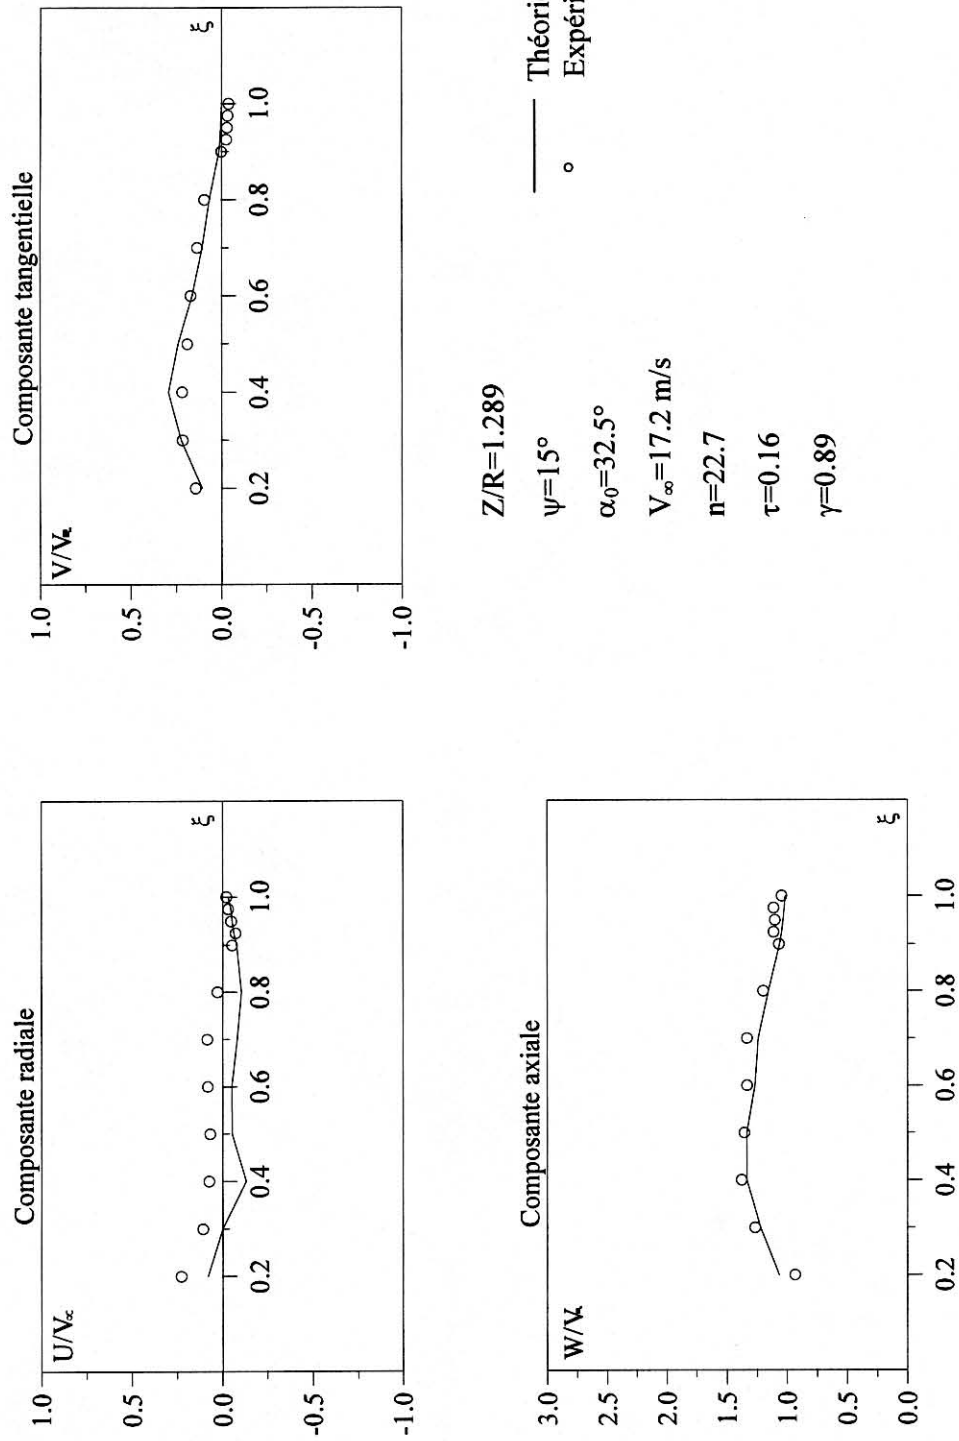 Composante radiale
U/V∝
ξ
1.0
0.5
0.0
-0.5
-1.0
0.2
0.4
0.6
0.8
1.0
Composante tangentielle
V/V
ξ
1.0
0.5
0.0
-0.5
-1.0
0.2
0.4
0.6
0.8
1.0
Composante axiale
W/V
ξ
3.0
2.5
2.0
1.5
1.0
0.5
0.0
0.2
0.4
0.6
0.8
1.0
Z/R=1.289
ψ=15°
α₀=32.5°
V∞=17.2 m/s
n=22.7
τ=0.16
γ=0.89
Théori
Expéri